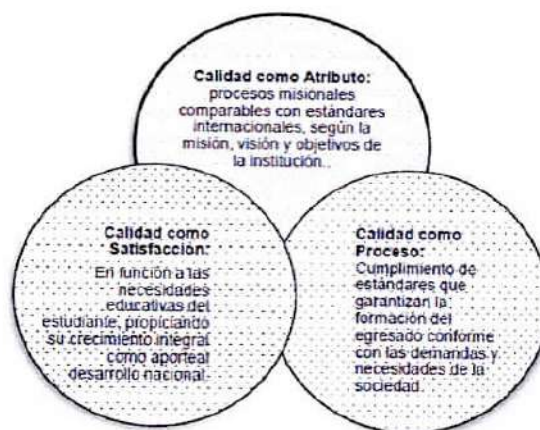 Calidad como Atributo:
procesos misionales
comparables con estándares
internacionales, según la
misión, visión y objetivos de
la institución..
Calidad como
Satisfacción:
En función a las
necesidades
educativas del
estudiante, propiciando
su crecimiento integral
como aporteal
desarrollo nacional.
Calidad como
Proceso:
Cumplimiento de
estándares que
garantizan la
formación del
egresado conforme
con las demandas y
necesidades de la
sociedad.